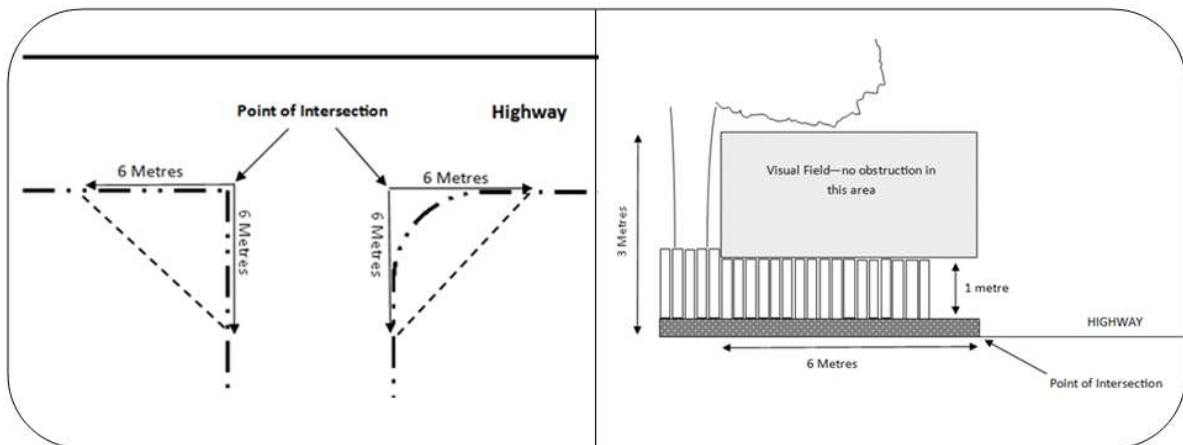 Point of Intersection
Highway
6 Metres
6 Metres
6 Metres
6 Metres
Visual Field—no obstruction in
this area
3 Metres
1 metre
HIGHWAY
6 Metres
Point of Intersection